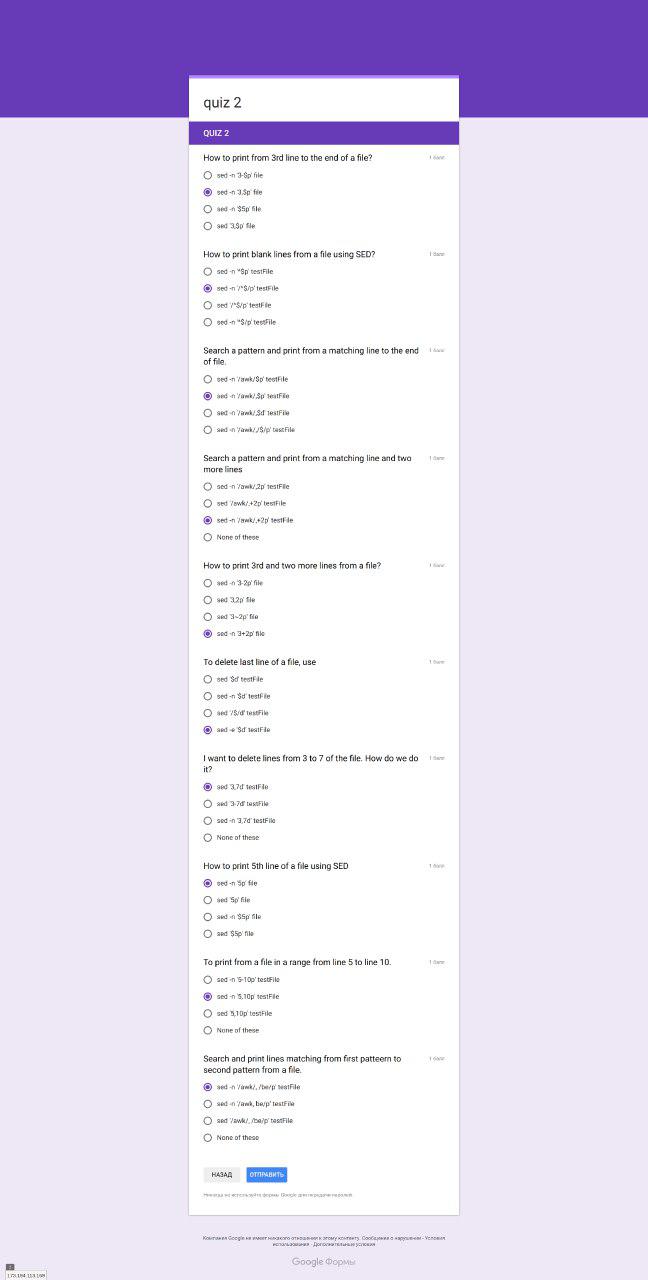 quiz 2
QUIZ 2
How to print from 3rd line to the end of a file?
1 балл
sed -n '3-$p' file
sed -n '3,$p' file
sed -n '$5p' file
sed '3,$p' file
How to print blank lines from a file using SED?
1 балл
sed -n '^$p' testFile
sed -n '/^$/p' testFile
sed '/^$/p' testFile
sed -n '^$/p' testFile
Search a pattern and print from a matching line to the end
of file.
1 балл
sed -n '/awk/$p' testFile
sed -n '/awk/,$p' testFile
sed -n '/awk/,$d' testFile
sed -n '/awk/,/$/p' testFile
Search a pattern and print from a matching line and two
more lines
1 балл
sed -n '/awk/,2p' testFile
sed '/awk/,+2p' testFile
sed -n '/awk/,+2p' testFile
None of these
How to print 3rd and two more lines from a file?
1 балл
sed -n '3-2p' file
sed '3,2p' file
sed '3~2p' file
sed -n '3+2p' file
To delete last line of a file, use
1 балл
sed '$d' testFile
sed -n '$d' testFile
sed '/$/d' testFile
sed -e '$d' testFile
I want to delete lines from 3 to 7 of the file. How do we do
it?
1 балл
sed '3,7d' testFile
sed '3-7d' testFile
sed -n '3,7d' testFile
None of these
How to print 5th line of a file using SED
1 балл
sed -n '5p' file
sed '5p' file
sed -n '$5p' file
sed '$5p' file
To print from a file in a range from line 5 to line 10.
1 балл
sed -n '5-10p' testFile
sed -n '5,10p' testFile
sed '5,10p' testFile
None of these
Search and print lines matching from first patteern to
second pattern from a file.
1 балл
sed -n '/awk/, /be/p' testFile
sed -n '/awk, be/p' testFile
sed '/awk/, /be/p' testFile
None of these
НАЗАД
ОТПРАВИТЬ
Никогда не используйте формы Google для передачи паролей.
Компания Google не имеет никакого отношения к этому контенту. Сообщение о нарушении - Условия
использования - Дополнительные условия
Google Формы
173.194.113.169